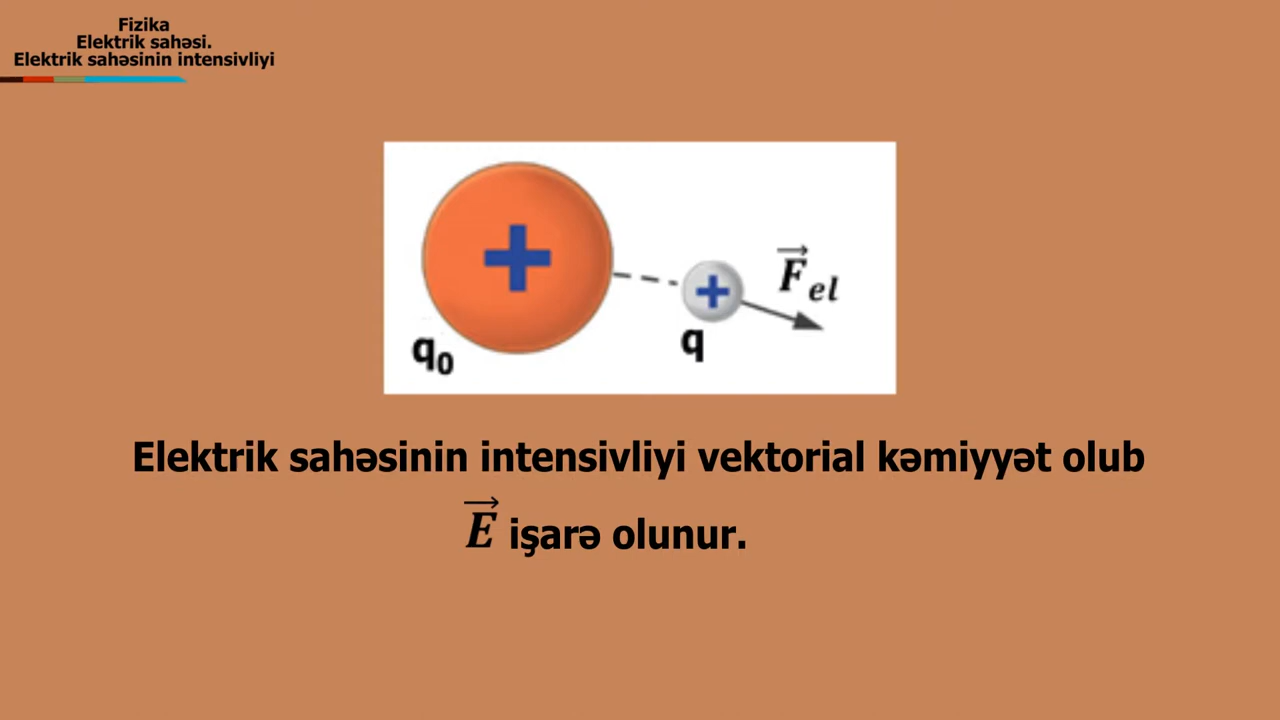 Fizika
Elektrik sahəsi.
Elektrik sahəsinin intensivliyi
+
+
F⃗el
q₀
q
Elektrik sahəsinin intensivliyi vektorial kəmiyyət olub
E⃗ işarə olunur.